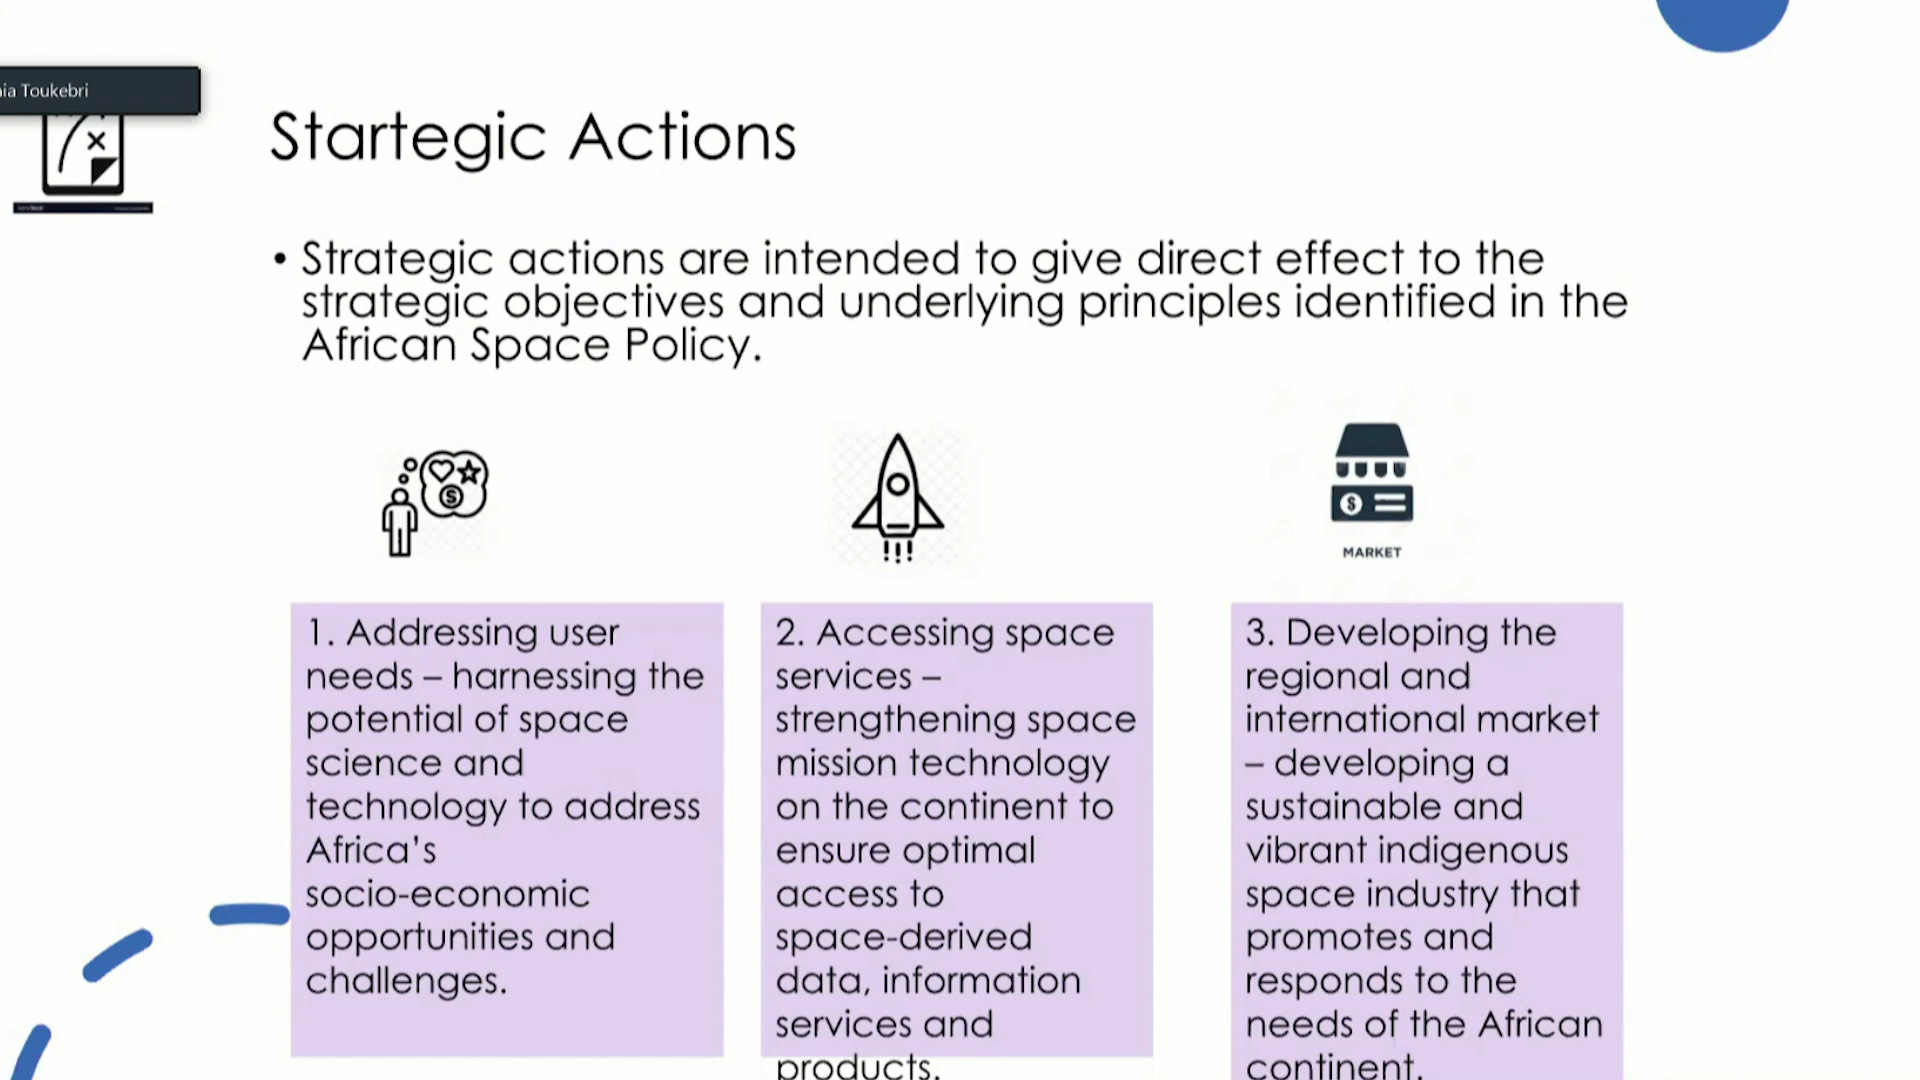 ia Toukebri
Startegic Actions
• Strategic actions are intended to give direct effect to the
strategic objectives and underlying principles identified in the
African Space Policy.
MARKET
1. Addressing user
needs – harnessing the
potential of space
science and
technology to address
Africa’s
socio-economic
opportunities and
challenges.
2. Accessing space
services –
strengthening space
mission technology
on the continent to
ensure optimal
access to
space-derived
data, information
services and
products.
3. Developing the
regional and
international market
– developing a
sustainable and
vibrant indigenous
space industry that
promotes and
responds to the
needs of the African
continent.